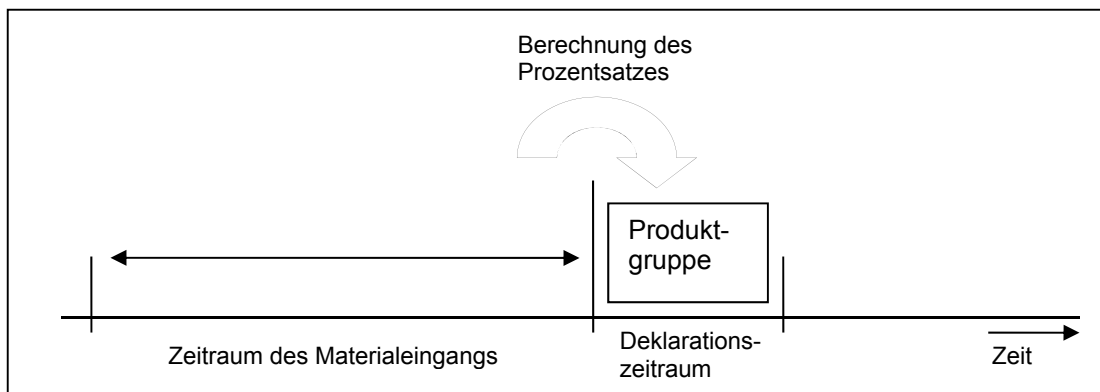 Berechnung des
Prozentsatzes
Produkt-
gruppe
Zeitraum des Materialeingangs
Deklarations-
zeitraum
Zeit